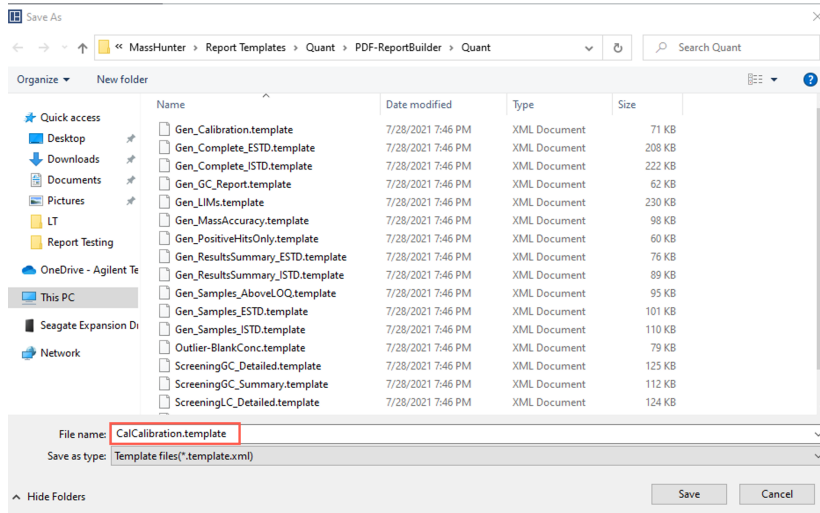 Save As
« MassHunter › Report Templates › Quant › PDF-ReportBuilder › Quant
Search Quant
Organize
New folder
Name Date modified Type Size
Quick access
Desktop
Downloads
Documents
Pictures
LT
Report Testing
OneDrive - Agilent Te
This PC
Seagate Expansion Dr
Network
Gen_Calibration.template 7/28/2021 7:46 PM XML Document 71 KB
Gen_Complete_ESTD.template 7/28/2021 7:46 PM XML Document 208 KB
Gen_Complete_ISTD.template 7/28/2021 7:46 PM XML Document 222 KB
Gen_GC_Report.template 7/28/2021 7:46 PM XML Document 62 KB
Gen_LIMs.template 7/28/2021 7:46 PM XML Document 230 KB
Gen_MassAccuracy.template 7/28/2021 7:46 PM XML Document 98 KB
Gen_PositiveHitsOnly.template 7/28/2021 7:46 PM XML Document 60 KB
Gen_ResultsSummary_ESTD.template 7/28/2021 7:46 PM XML Document 76 KB
Gen_ResultsSummary_ISTD.template 7/28/2021 7:46 PM XML Document 89 KB
Gen_Samples_AboveLOQ.template 7/28/2021 7:46 PM XML Document 95 KB
Gen_Samples_ESTD.template 7/28/2021 7:46 PM XML Document 101 KB
Gen_Samples_ISTD.template 7/28/2021 7:46 PM XML Document 110 KB
Outlier-BlankConc.template 7/28/2021 7:46 PM XML Document 79 KB
ScreeningGC_Detailed.template 7/28/2021 7:46 PM XML Document 125 KB
ScreeningGC_Summary.template 7/28/2021 7:46 PM XML Document 112 KB
ScreeningLC_Detailed.template 7/28/2021 7:46 PM XML Document 124 KB
File name: CalCalibration.template
Save as type: Template files(*.template.xml)
Hide Folders
Save
Cancel